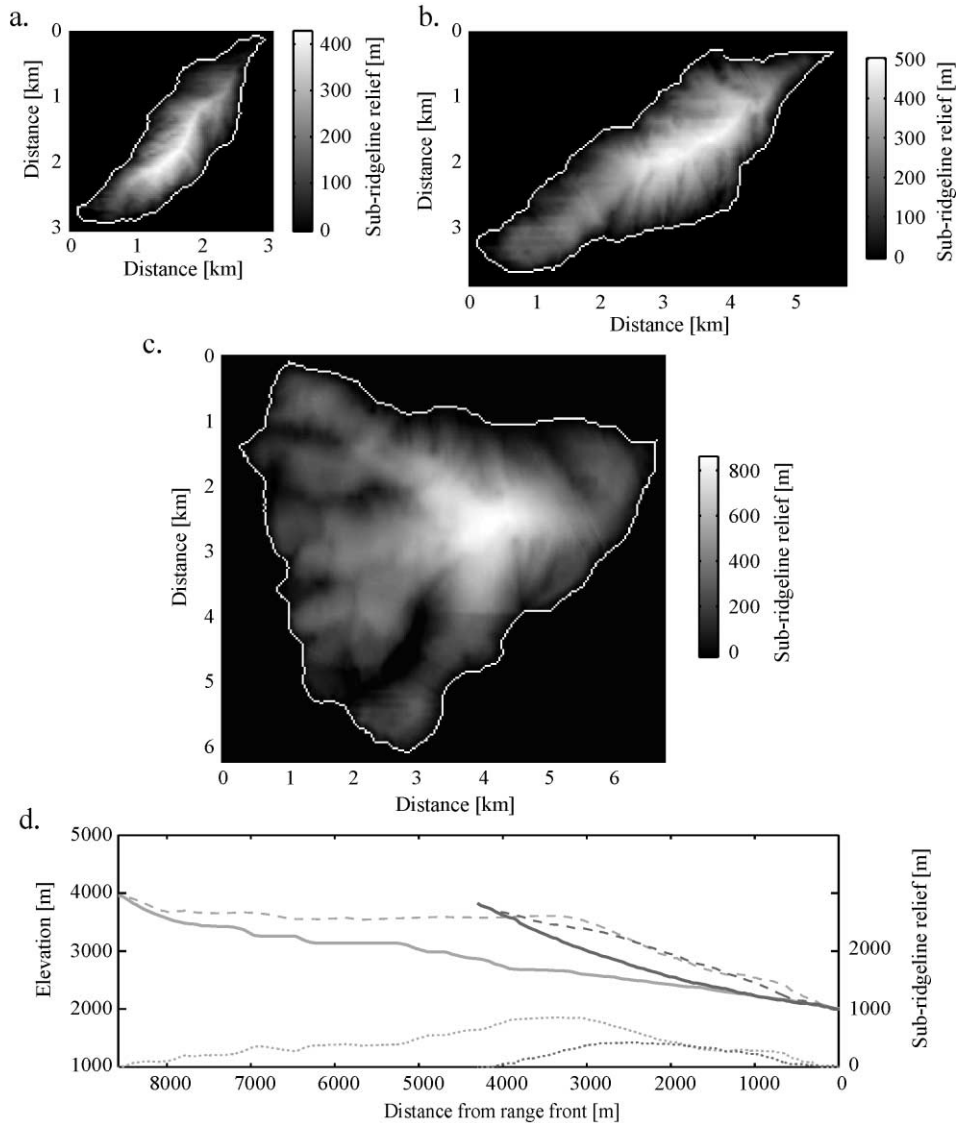 a.
0
1
2
3
Distance [km]
0 1 2 3
Distance [km]
400
300
200
100
0
Sub-ridgeline relief [m]
b.
0
1
2
3
Distance [km]
0 1 2 3 4 5
Distance [km]
500
400
300
200
100
0
Sub-ridgeline relief [m]
c.
0
1
2
3
4
5
6
Distance [km]
0 1 2 3 4 5 6
Distance [km]
800
600
400
200
0
Sub-ridgeline relief [m]
d.
5000
4000
3000
2000
1000
Elevation [m]
2000
1000
0
Sub-ridgeline relief [m]
8000 7000 6000 5000 4000 3000 2000 1000 0
Distance from range front [m]